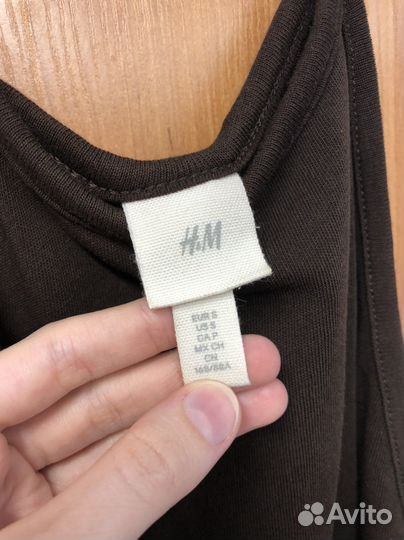 H&M
EUR S
US S
CA P
MX CH
CN
165/88A
Avito